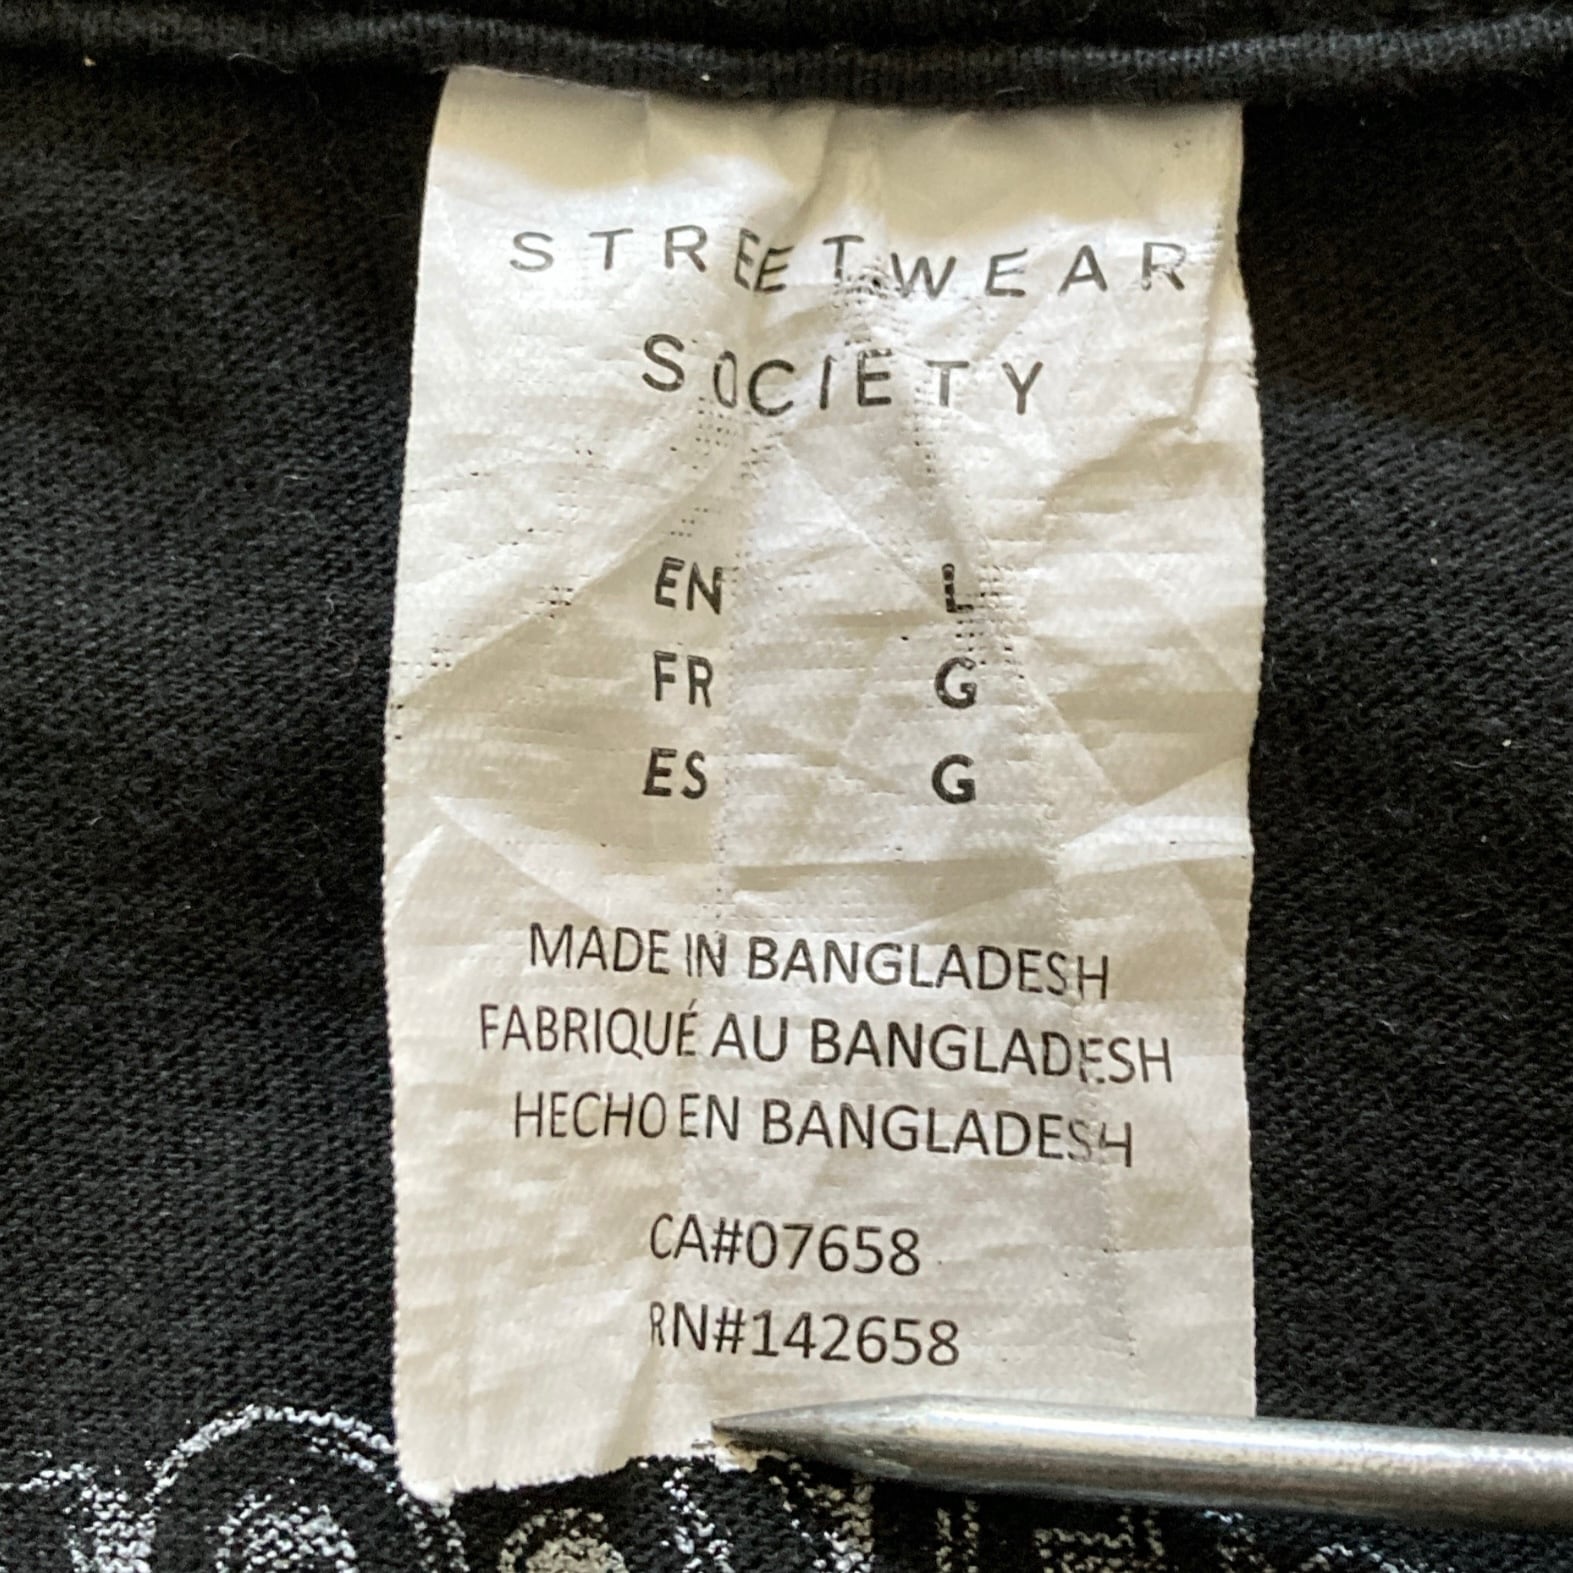 STREETWEAR
SOCIETY
EN L
FR G
ES G
MADE IN BANGLADESH
FABRIQUÉ AU BANGLADESH
HECHO EN BANGLADESH
CA#07658
RN#142658